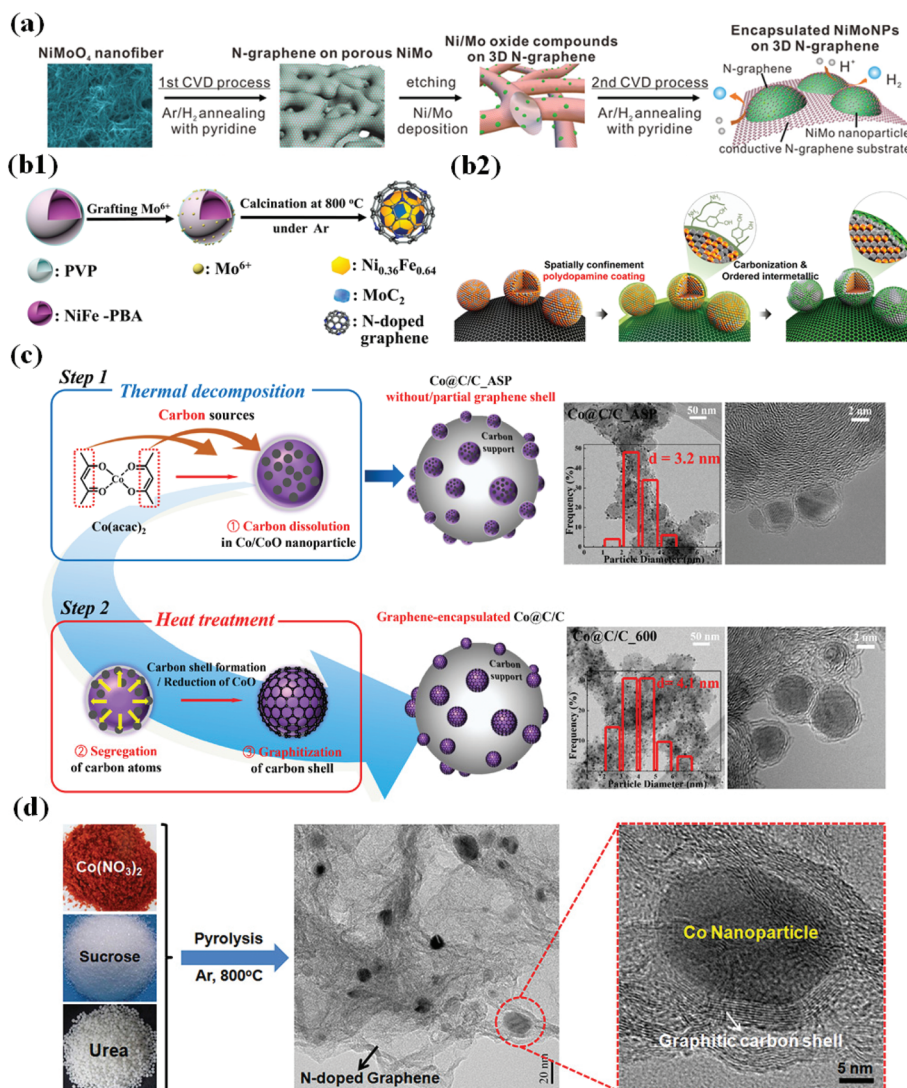 (a)
NiMoO₄ nanofiber
1st CVD process
Ar/H₂ annealing
with pyridine
N-graphene on porous NiMo
etching
Ni/Mo
deposition
Ni/Mo oxide compounds
on 3D N-graphene
2nd CVD process
Ar/H₂ annealing
with pyridine
Encapsulated NiMoNPs
on 3D N-graphene
N-graphene
H⁺
H₂
NiMo nanoparticle
conductive N-graphene substrate
(b1)
Grafting Mo⁶⁺
Calcination at 800 °C
under Ar
: PVP
: Mo⁶⁺
: Ni₀.₃₆Fe₀.₆₄
: MoC₂
: NiFe -PBA
: N-doped
graphene
(b2)
Spatially confinement
polydopamine coating
Carbonization &
Ordered intermetallic
(c)
Step 1
Thermal decomposition
Carbon sources
Co
Co(acac)₂
① Carbon dissolution
in Co/CoO nanoparticle
Co@C/C_ASP
without/partial graphene shell
Carbon
support
Co@C/C_ASP
50 nm
d = 3.2 nm
Frequency (%)
Particle Diameter (nm)
2 nm
Step 2
Heat treatment
Carbon shell formation
/ Reduction of CoO
② Segregation
of carbon atoms
③ Graphitization
of carbon shell
Graphene-encapsulated Co@C/C
Carbon
support
Co@C/C_600
50 nm
Frequency (%)
Particle Diameter (nm)
2 nm
(d)
Co(NO₃)₂
Sucrose
Urea
Pyrolysis
Ar, 800°C
N-doped Graphene
20 nm
Co Nanoparticle
Graphitic carbon shell
5 nm